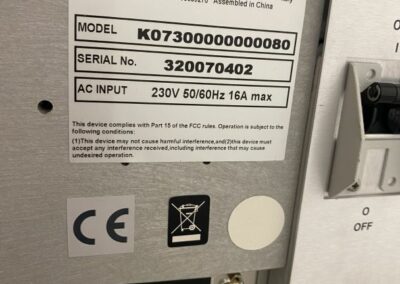 Assembled in China
MODEL K07300000000080
SERIAL No. 320070402
AC INPUT 230V 50/60Hz 16A max
This device complies with Part 15 of the FCC rules. Operation is subject to the
following conditions:
(1)This device may not cause harmful interference,and(2)this device must
accept any interference received,including interference that may cause
undesired operation.
CE
I
O
OFF